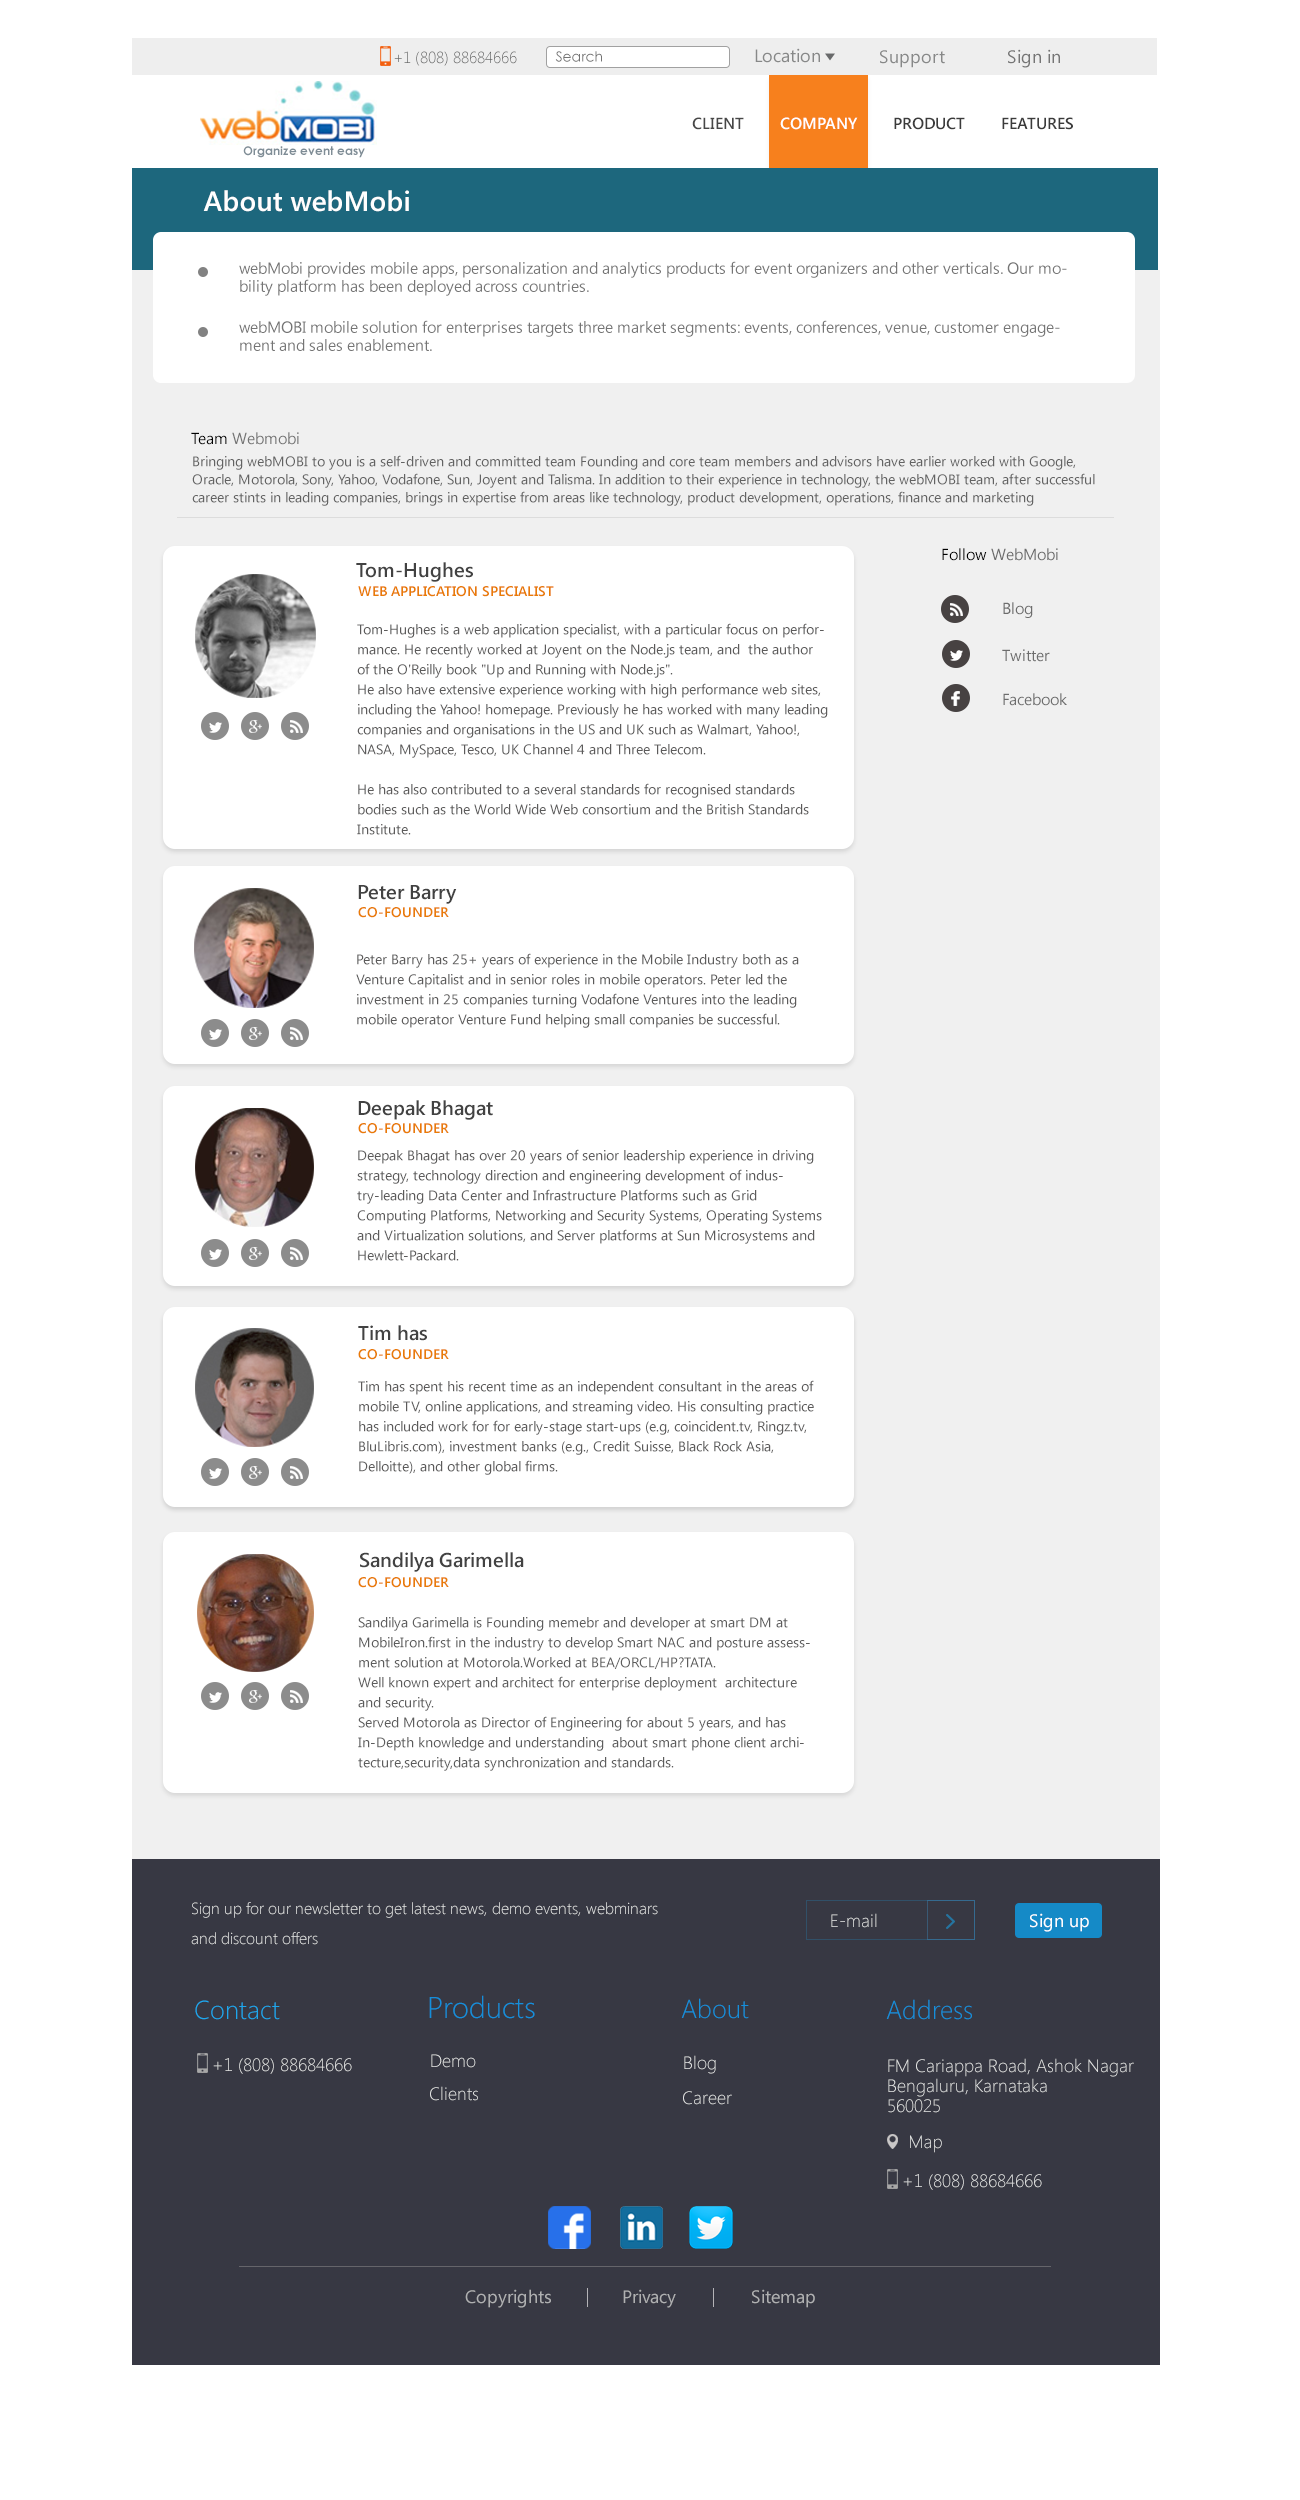 +1 (808) 88684666
Search
Location
Support
Sign in
webMOBI
Organize event easy
CLIENT
COMPANY
PRODUCT
FEATURES
About webMobi
webMobi provides mobile apps, personalization and analytics products for event organizers and other verticals. Our mo-
bility platform has been deployed across countries.
webMOBI mobile solution for enterprises targets three market segments: events, conferences, venue, customer engage-
ment and sales enablement.
Team Webmobi
Bringing webMOBI to you is a self-driven and committed team Founding and core team members and advisors have earlier worked with Google,
Oracle, Motorola, Sony, Yahoo, Vodafone, Sun, Joyent and Talisma. In addition to their experience in technology, the webMOBI team, after successful
career stints in leading companies, brings in expertise from areas like technology, product development, operations, finance and marketing
Tom-Hughes
WEB APPLICATION SPECIALIST
Tom-Hughes is a web application specialist, with a particular focus on perfor-
mance. He recently worked at Joyent on the Node.js team, and the author
of the O'Reilly book "Up and Running with Node.js".
He also have extensive experience working with high performance web sites,
including the Yahoo! homepage. Previously he has worked with many leading
companies and organisations in the US and UK such as Walmart, Yahoo!,
NASA, MySpace, Tesco, UK Channel 4 and Three Telecom.
He has also contributed to a several standards for recognised standards
bodies such as the World Wide Web consortium and the British Standards
Institute.
Follow WebMobi
Blog
Twitter
Facebook
Peter Barry
CO-FOUNDER
Peter Barry has 25+ years of experience in the Mobile Industry both as a
Venture Capitalist and in senior roles in mobile operators. Peter led the
investment in 25 companies turning Vodafone Ventures into the leading
mobile operator Venture Fund helping small companies be successful.
Deepak Bhagat
CO-FOUNDER
Deepak Bhagat has over 20 years of senior leadership experience in driving
strategy, technology direction and engineering development of indus-
try-leading Data Center and Infrastructure Platforms such as Grid
Computing Platforms, Networking and Security Systems, Operating Systems
and Virtualization solutions, and Server platforms at Sun Microsystems and
Hewlett-Packard.
Tim has
CO-FOUNDER
Tim has spent his recent time as an independent consultant in the areas of
mobile TV, online applications, and streaming video. His consulting practice
has included work for for early-stage start-ups (e.g, coincident.tv, Ringz.tv,
BluLibris.com), investment banks (e.g., Credit Suisse, Black Rock Asia,
Delloitte), and other global firms.
Sandilya Garimella
CO-FOUNDER
Sandilya Garimella is Founding memebr and developer at smart DM at
MobileIron.first in the industry to develop Smart NAC and posture assess-
ment solution at Motorola.Worked at BEA/ORCL/HP?TATA.
Well known expert and architect for enterprise deployment architecture
and security.
Served Motorola as Director of Engineering for about 5 years, and has
In-Depth knowledge and understanding about smart phone client archi-
tecture,security,data synchronization and standards.
Sign up for our newsletter to get latest news, demo events, webminars
and discount offers
E-mail
Sign up
Contact
+1 (808) 88684666
Products
Demo
Clients
About
Blog
Career
Address
FM Cariappa Road, Ashok Nagar
Bengaluru, Karnataka
560025
Map
+1 (808) 88684666
Copyrights
Privacy
Sitemap